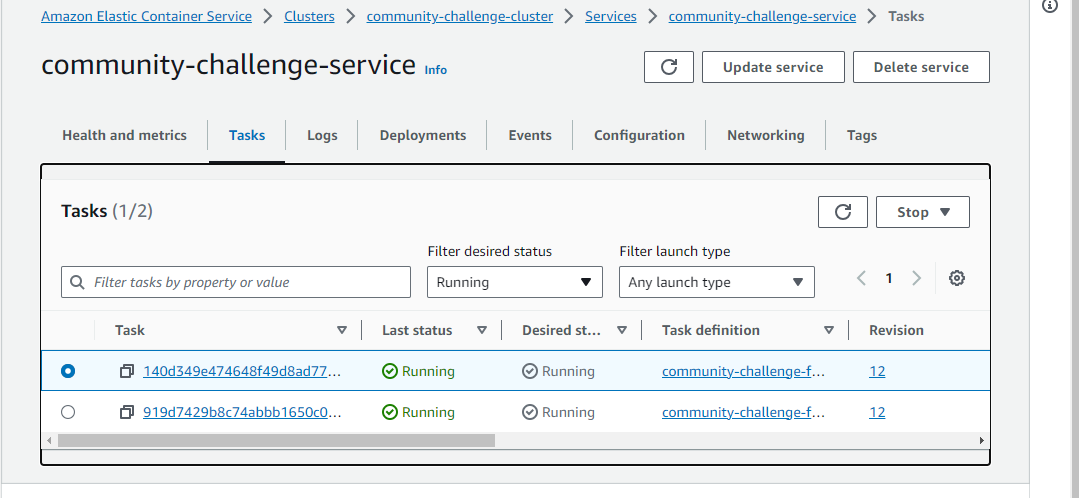 Amazon Elastic Container Service > Clusters > community-challenge-cluster > Services > community-challenge-service > Tasks
community-challenge-service Info
Update service
Delete service
Health and metrics Tasks Logs Deployments Events Configuration Networking Tags
Tasks (1/2)
Stop
Filter desired status Filter launch type
Filter tasks by property or value Running Any launch type 1
Task Last status Desired st... Task definition Revision
140d349e474648f49d8ad77... Running Running community-challenge-f... 12
919d7429b8c74abbb1650c0... Running Running community-challenge-f... 12